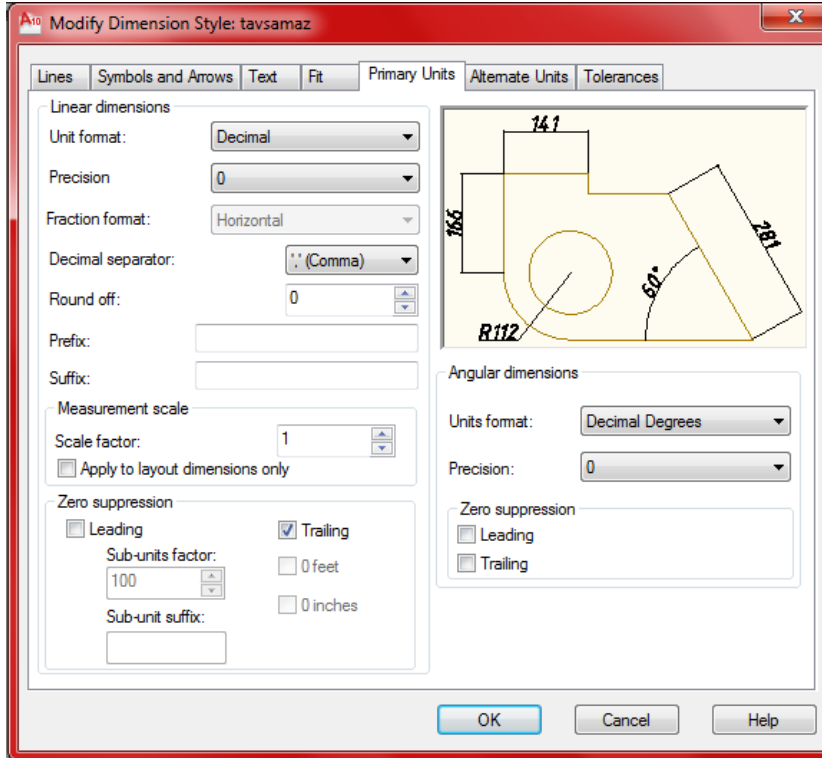 A10 Modify Dimension Style: tavsamaz
Lines Symbols and Arrows Text Fit Primary Units Alternate Units Tolerances
Linear dimensions
Unit format: Decimal
Precision 0
Fraction format: Horizontal
Decimal separator: ',' (Comma)
Round off: 0
Prefix:
Suffix:
Measurement scale
Scale factor: 1
Apply to layout dimensions only
Zero suppression
Leading Trailing
Sub-units factor: 0 feet
100
0 inches
Sub-unit suffix:
141
166
281
60°
R112
Angular dimensions
Units format: Decimal Degrees
Precision: 0
Zero suppression
Leading
Trailing
OK Cancel Help